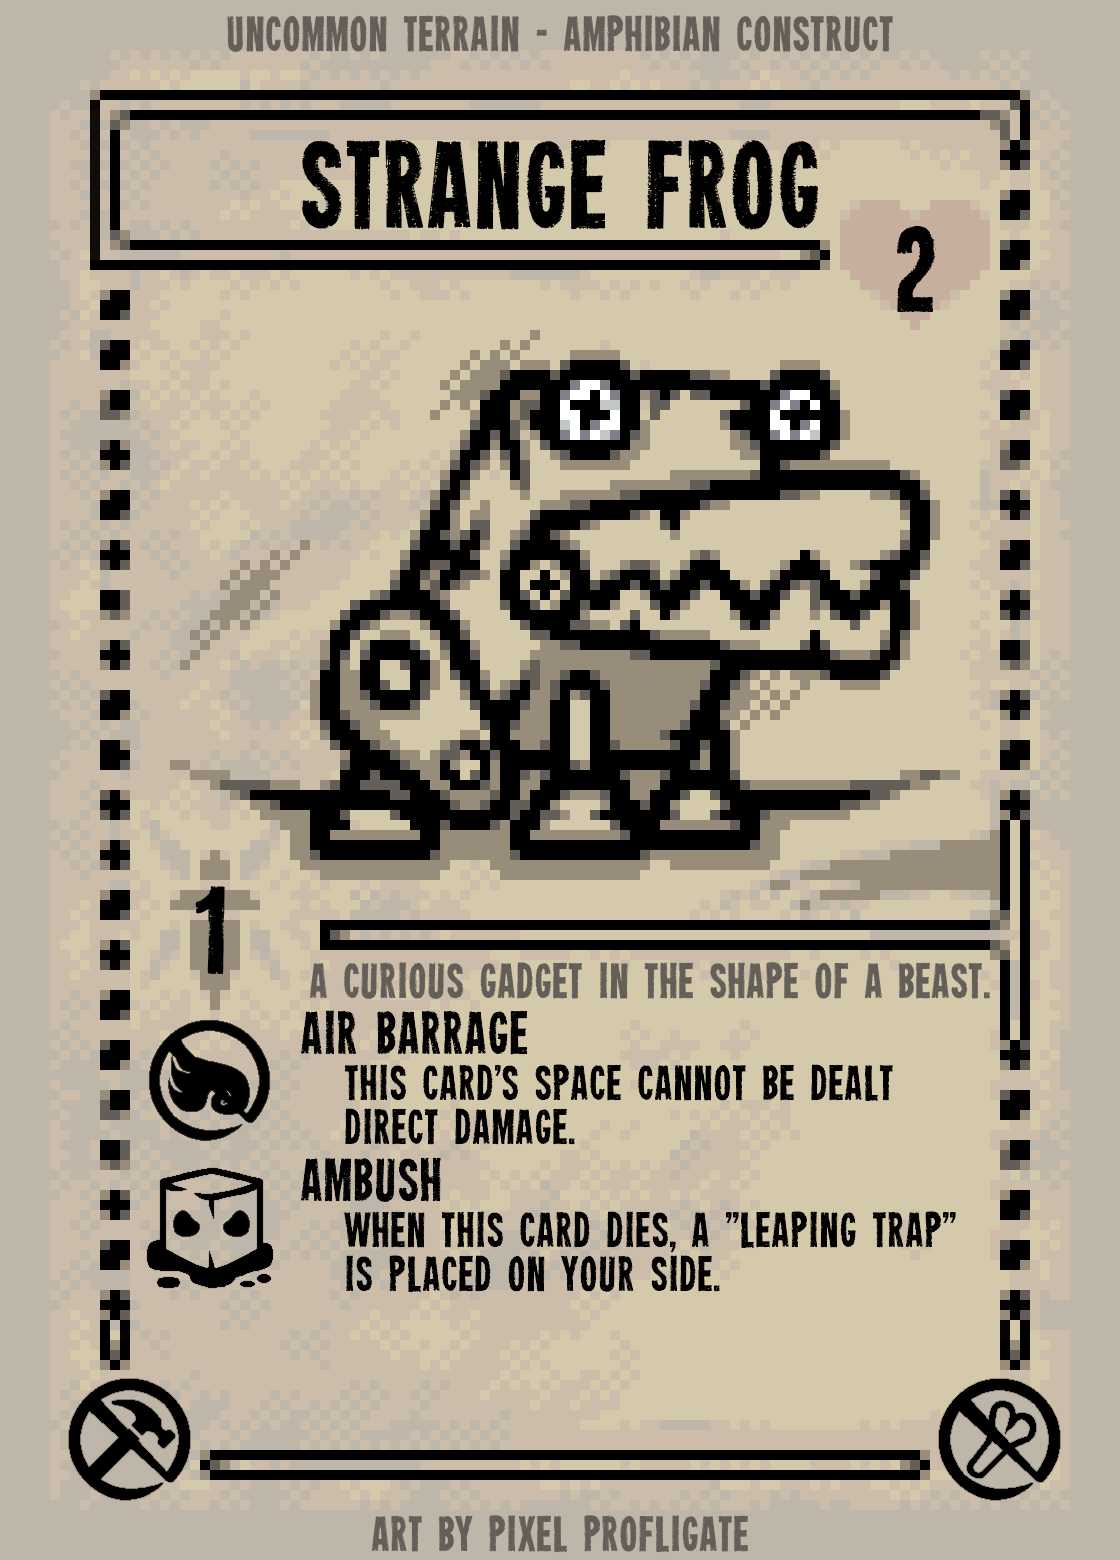 UNCOMMON TERRAIN - AMPHIBIAN CONSTRUCT
STRANGE FROG
2
1
A CURIOUS GADGET IN THE SHAPE OF A BEAST.
AIR BARRAGE
THIS CARD'S SPACE CANNOT BE DEALT
DIRECT DAMAGE.
AMBUSH
WHEN THIS CARD DIES, A "LEAPING TRAP"
IS PLACED ON YOUR SIDE.
ART BY PIXEL PROFLIGATE